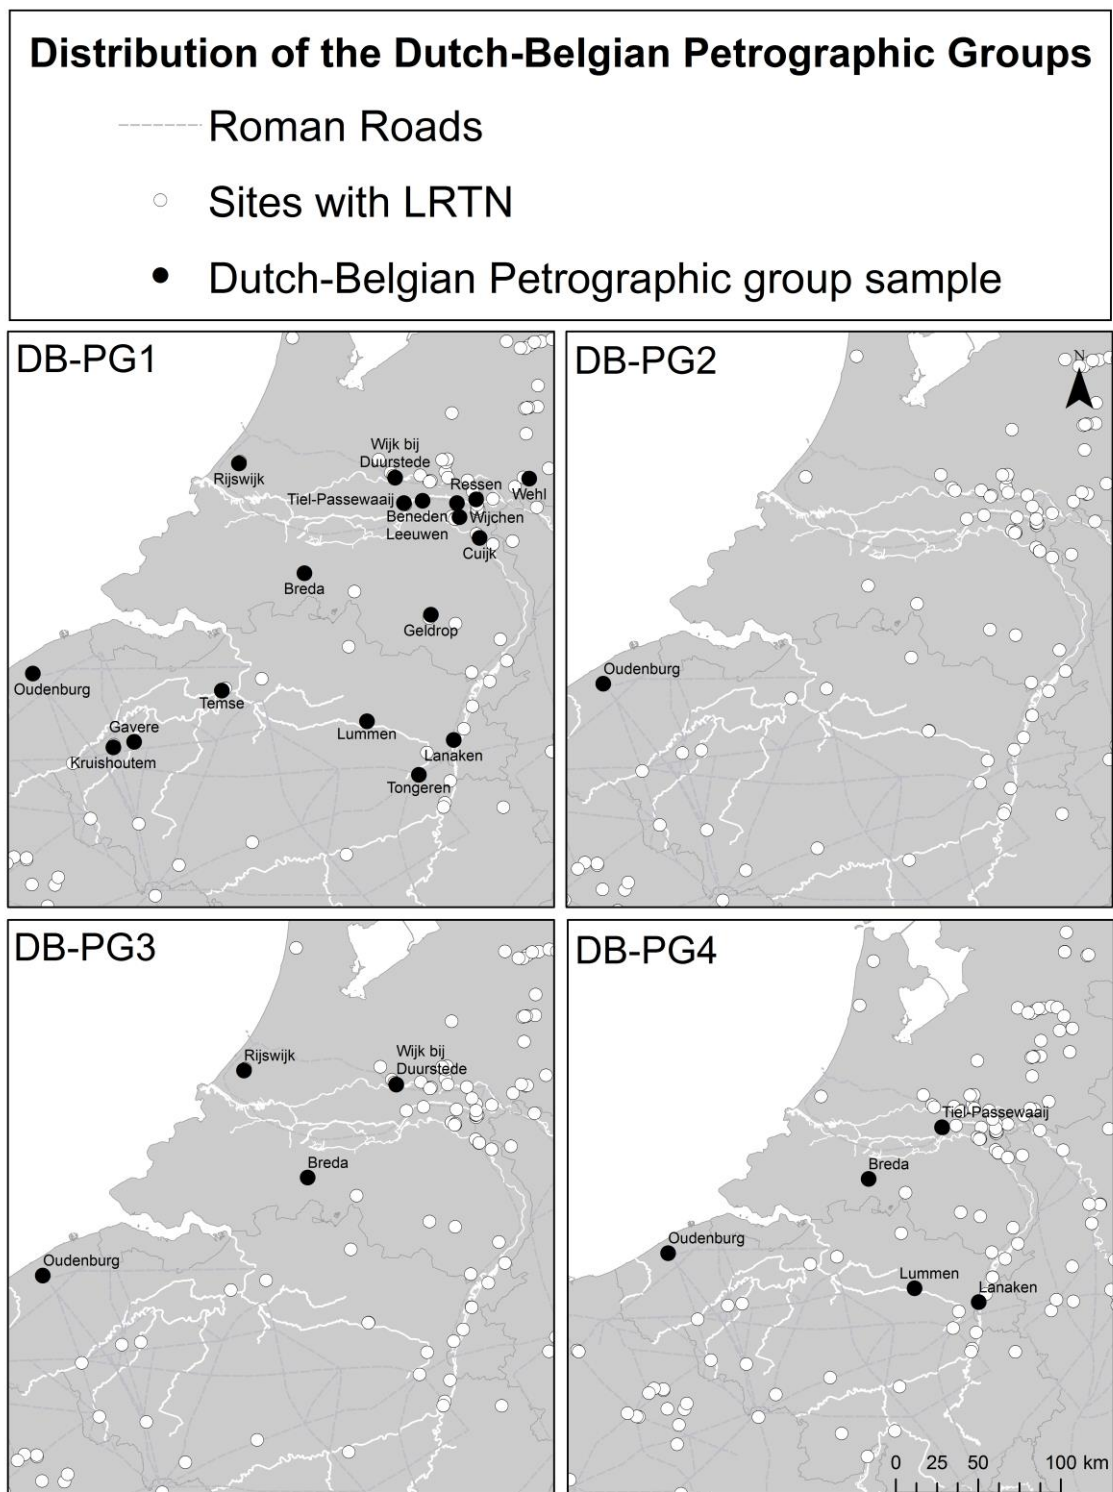 Distribution of the Dutch-Belgian Petrographic Groups
Roman Roads
Sites with LRTN
Dutch-Belgian Petrographic group sample
DB-PG1
Wijk bij
Duurstede
Rijswijk
Ressen
Wehl
Tiel-Passewaaij
Beneden
Leeuwen
Wijchen
Cuijk
Breda
Geldrop
Oudenburg
Temse
Gavere
Lummen
Kruishoutem
Lanaken
Tongeren
DB-PG2
N
Oudenburg
DB-PG3
Rijswijk
Wijk bij
Duurstede
Breda
Oudenburg
DB-PG4
Tiel-Passewaaij
Breda
Oudenburg
Lummen
Lanaken
0 25 50 100 km